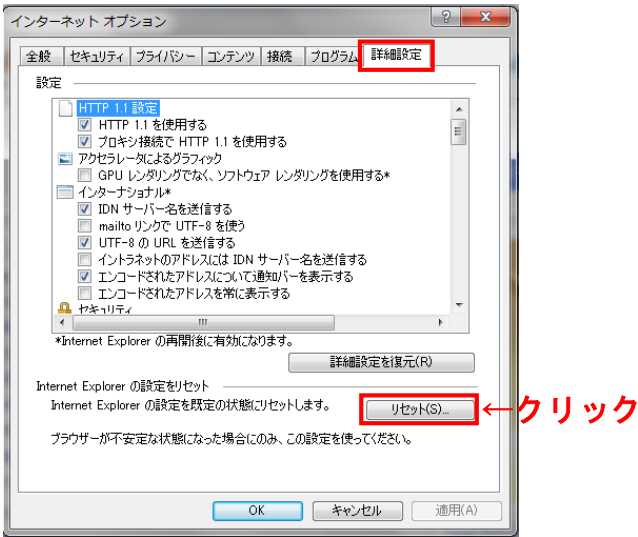 インターネット オプション
全般 セキュリティ プライバシー コンテンツ 接続 プログラム 詳細設定
設定
HTTP 1.1 設定
HTTP 1.1 を使用する
プロキシ接続で HTTP 1.1 を使用する
アクセラレータによるグラフィック
GPU レンダリングでなく、ソフトウェア レンダリングを使用する*
インターナショナル*
IDN サーバー名を送信する
mailto リンクで UTF-8 を使う
UTF-8 の URL を送信する
イントラネットのアドレスには IDN サーバー名を送信する
エンコードされたアドレスについて通知バーを表示する
エンコードされたアドレスを常に表示する
セキュリティ
*Internet Explorer の再開後に有効になります。
詳細設定を復元(R)
Internet Explorer の設定をリセット
Internet Explorer の設定を既定の状態にリセットします。
リセット(S)...
←クリック
ブラウザーが不安定な状態になった場合にのみ、この設定を使ってください。
OK キャンセル 適用(A)